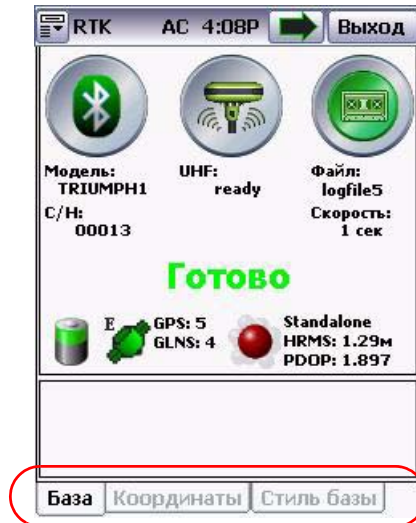 RTK AC 4:08P Выход
Модель: UHF: Файл:
TRIUMPH1 ready logfile5
С/Н: Скорость:
00013 1 сек
Готово
E GPS: 5 Standalone
GLNS: 4 HRMS: 1.29м
PDOP: 1.897
База Координаты Стиль базы